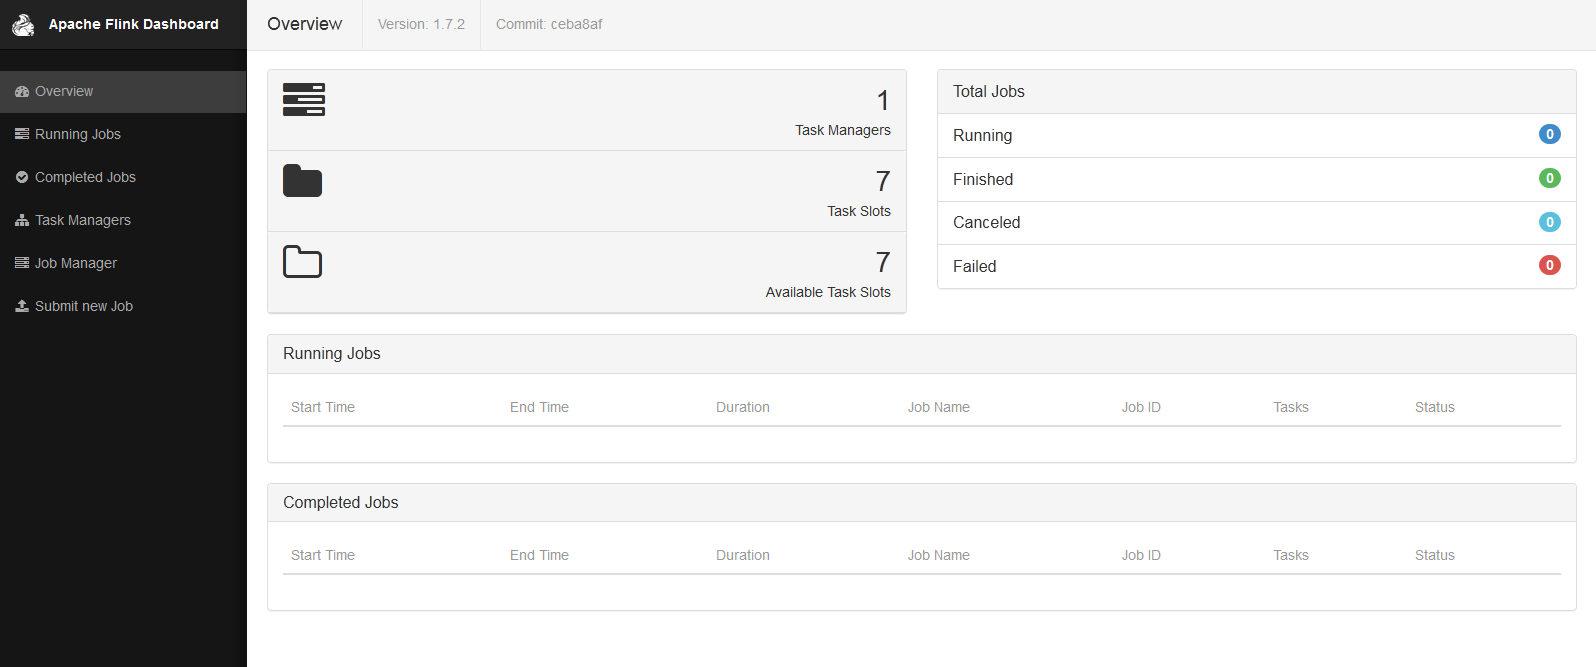 Apache Flink Dashboard
Overview
Running Jobs
Completed Jobs
Task Managers
Job Manager
Submit new Job
Overview Version: 1.7.2 Commit: ceba8af
1
Task Managers
7
Task Slots
7
Available Task Slots
Total Jobs
Running 0
Finished 0
Canceled 0
Failed 0
Running Jobs
Start Time End Time Duration Job Name Job ID Tasks Status
Completed Jobs
Start Time End Time Duration Job Name Job ID Tasks Status